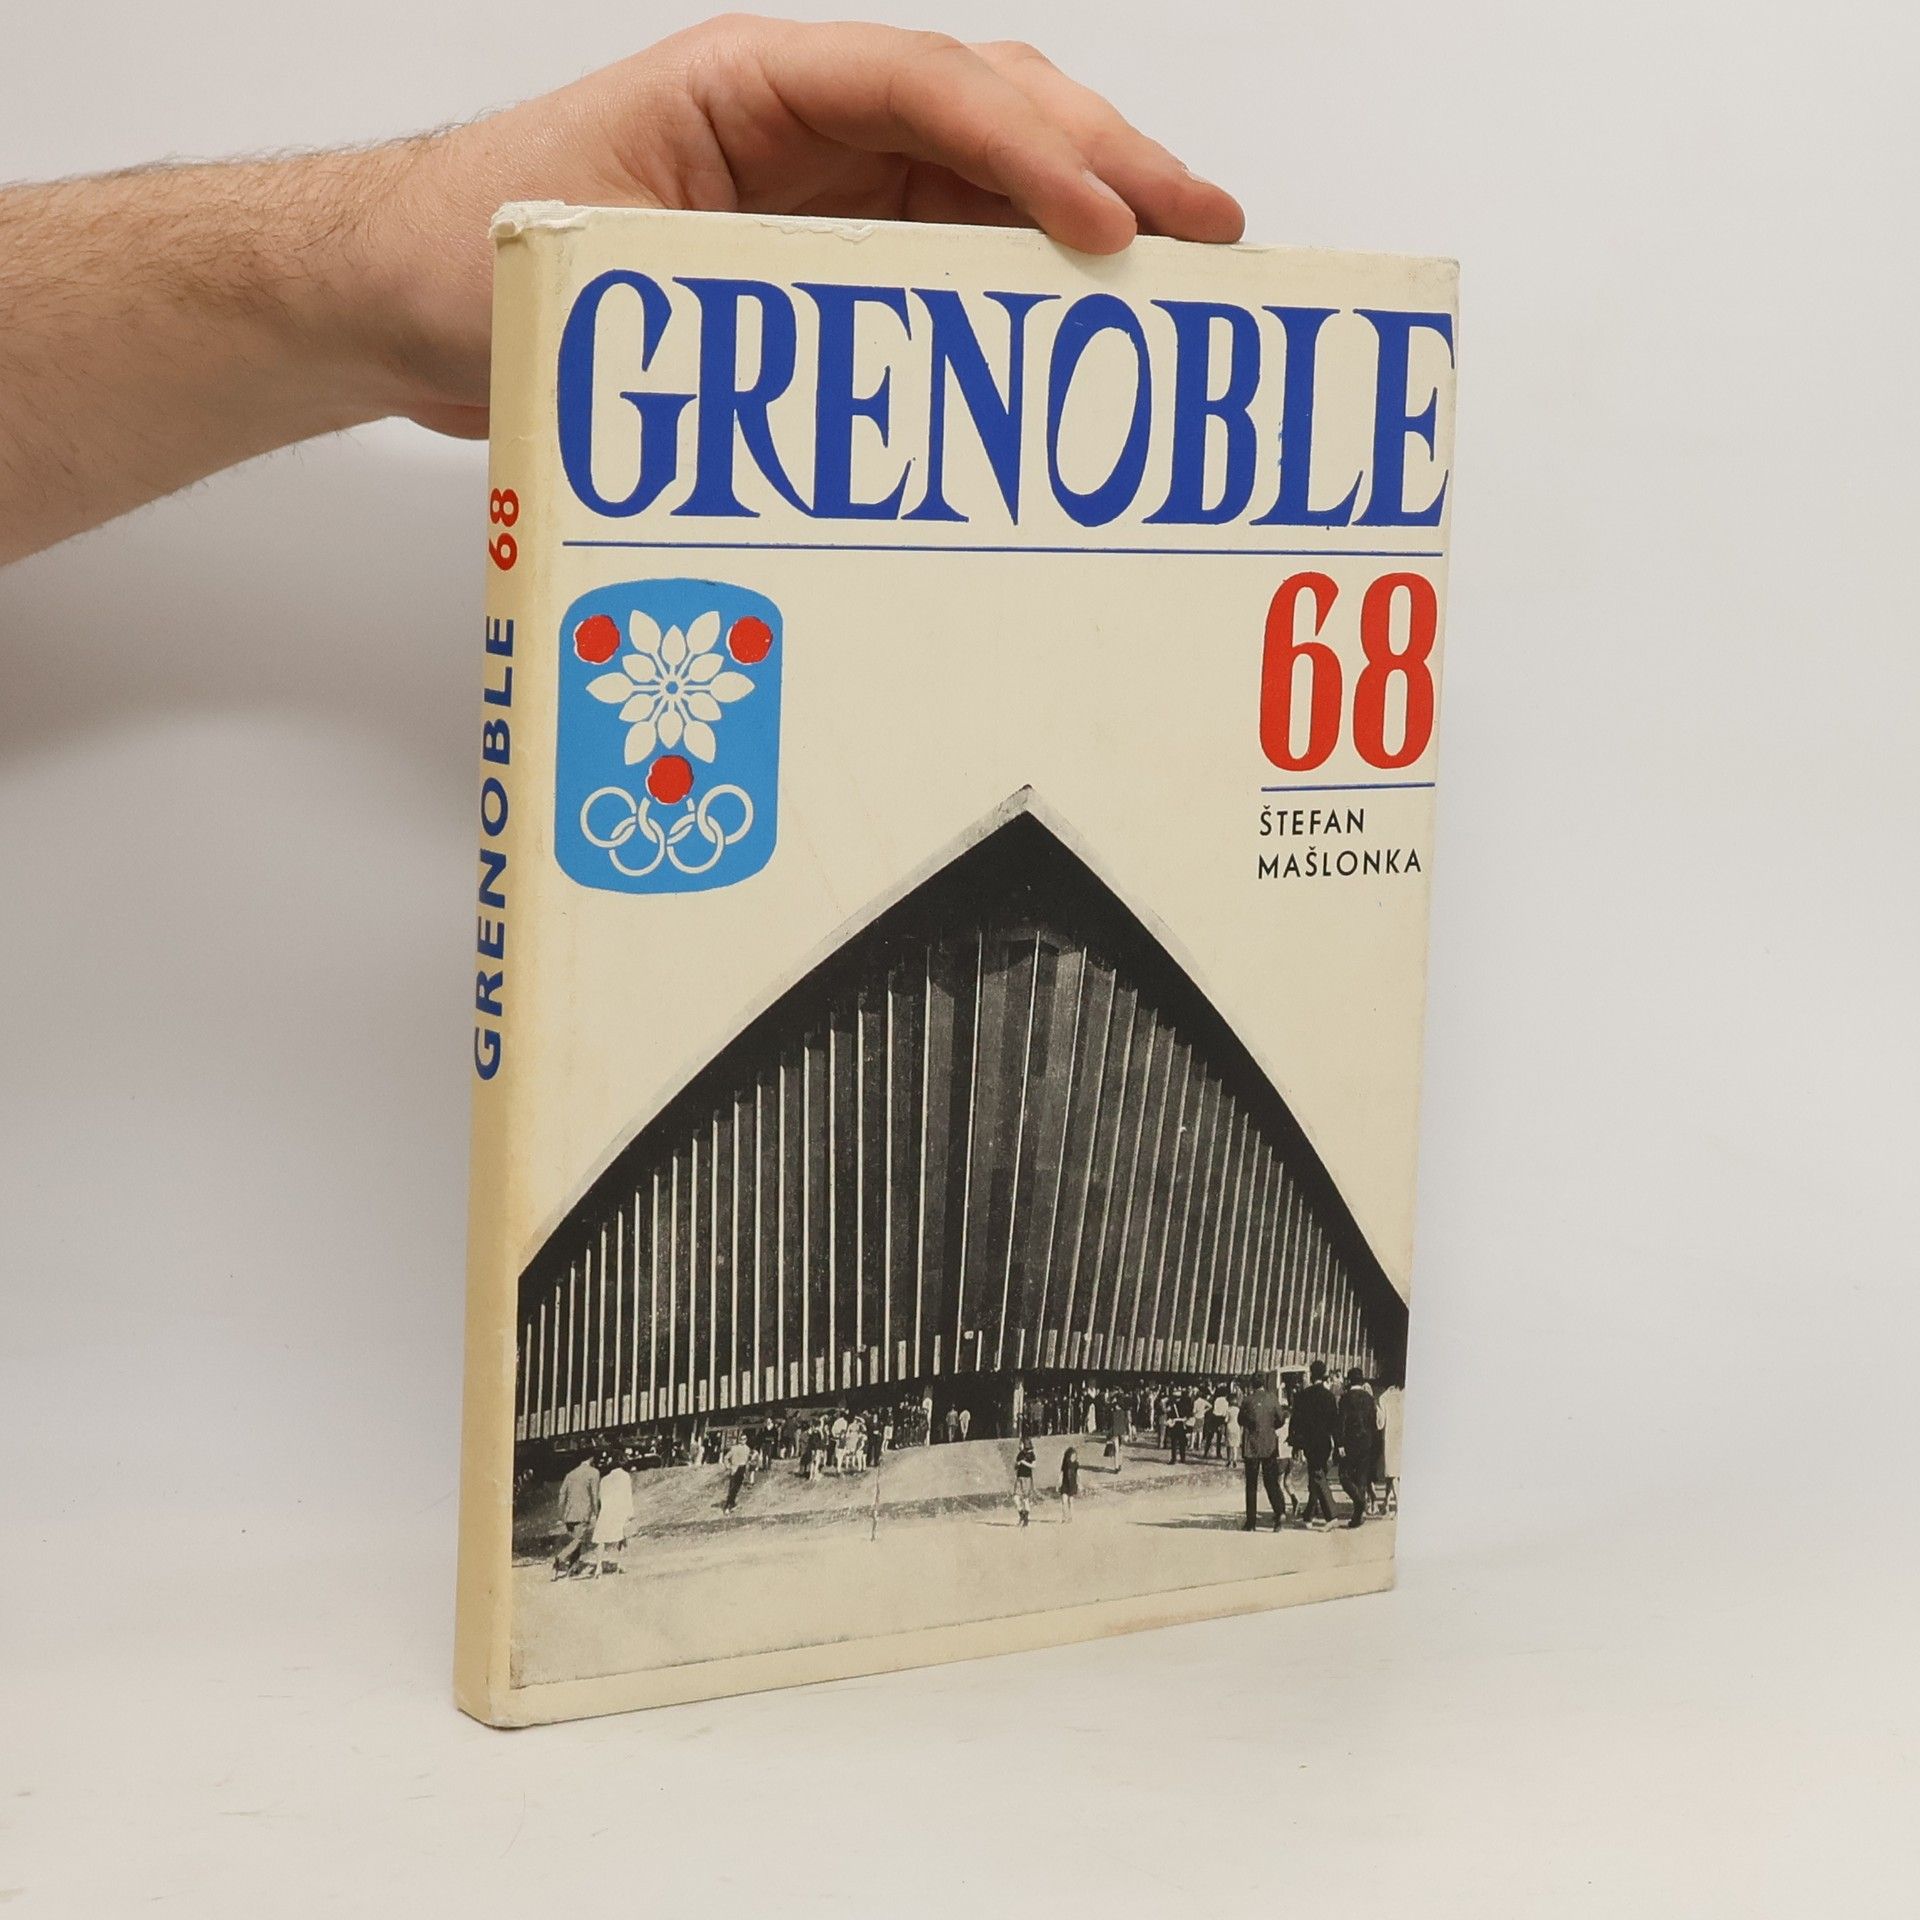 GRENOBLE
68
ŠTEFAN
MAŠLONKA
GRENOBLE 68